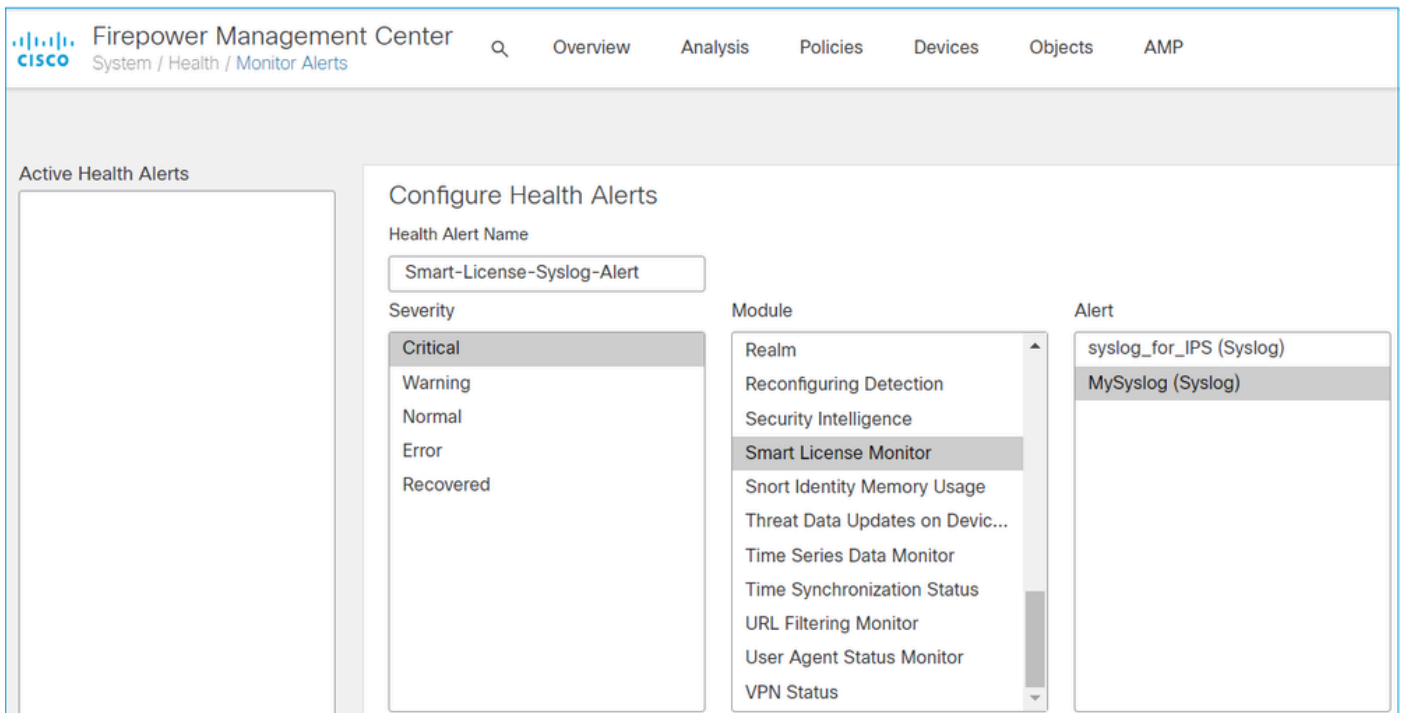 Firepower Management Center
CISCO
System / Health / Monitor Alerts
Overview
Analysis
Policies
Devices
Objects
AMP
Active Health Alerts
Configure Health Alerts
Health Alert Name
Smart-License-Syslog-Alert
Severity
Critical
Warning
Normal
Error
Recovered
Module
Realm
Reconfiguring Detection
Security Intelligence
Smart License Monitor
Snort Identity Memory Usage
Threat Data Updates on Devic...
Time Series Data Monitor
Time Synchronization Status
URL Filtering Monitor
User Agent Status Monitor
VPN Status
Alert
syslog_for_IPS (Syslog)
MySyslog (Syslog)